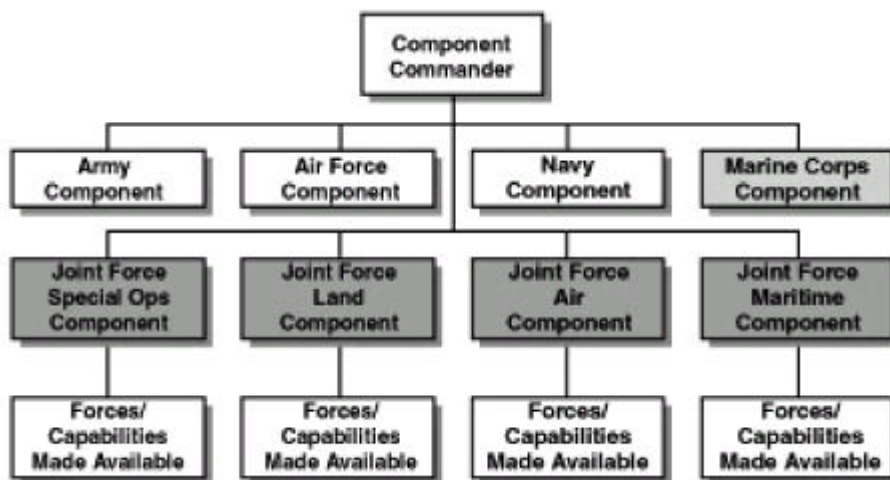 Component
Commander
Army
Component
Air Force
Component
Navy
Component
Marine Corps
Component
Joint Force
Special Ops
Component
Joint Force
Land
Component
Joint Force
Air
Component
Joint Force
Maritime
Component
Forces/
Capabilities
Made Available
Forces/
Capabilities
Made Available
Forces/
Capabilities
Made Available
Forces/
Capabilities
Made Available